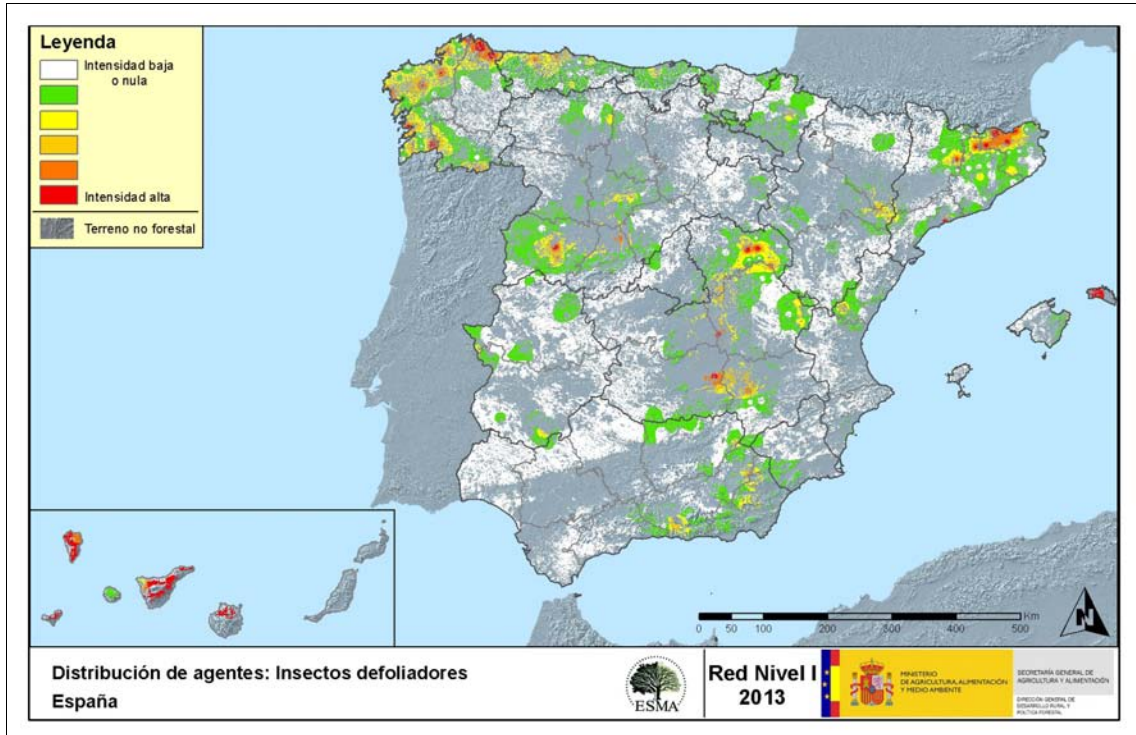 Leyenda
Intensidad baja
o nula
Intensidad alta
Terreno no forestal
Km
0 50 100 200 300 400 500
N
Distribución de agentes: Insectos defoliadores
España
ESMA
Red Nivel I
2013
MINISTERIO
DE AGRICULTURA, ALIMENTACIÓN
Y MEDIO AMBIENTE
SECRETARÍA GENERAL DE
AGRICULTURA Y ALIMENTACIÓN
DIRECCIÓN GENERAL DE
DESARROLLO RURAL Y
POLÍTICA FORESTAL